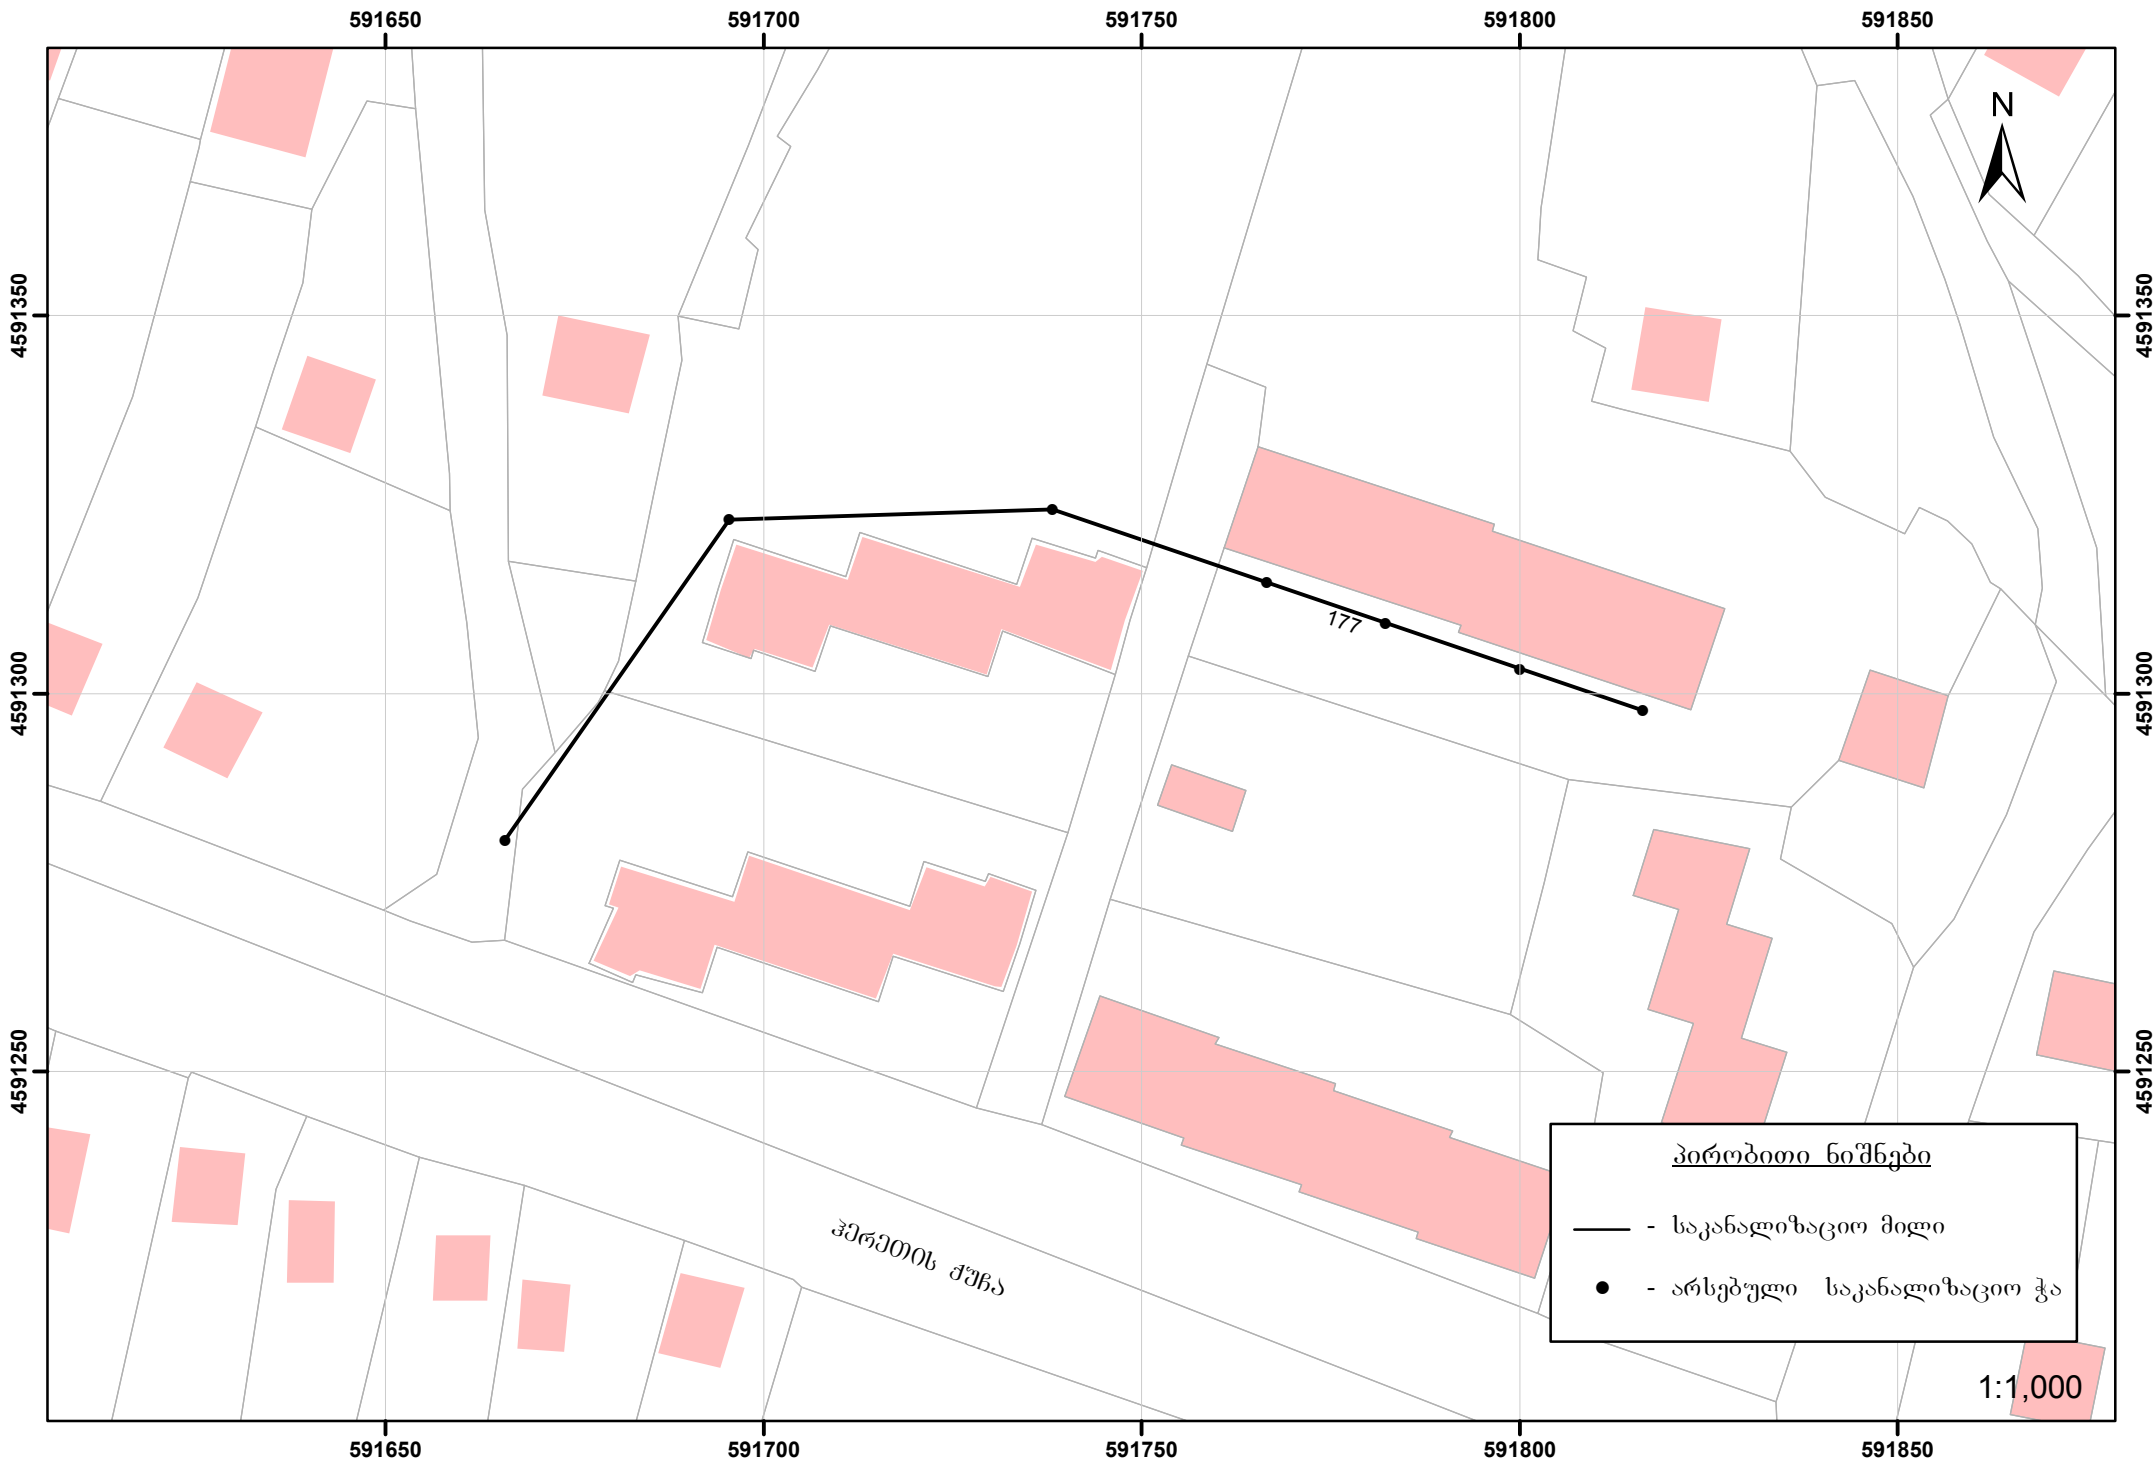 591650 591700 591750 591800 591850
N
4591350 4591350
177
4591300 4591300
4591250 4591250
ჰერეთის ქუჩა
პირობითი ნიშნები
- საკანალიზაციო მილი
- არსებული საკანალიზაციო ჭა
1:1,000
591650 591700 591750 591800 591850